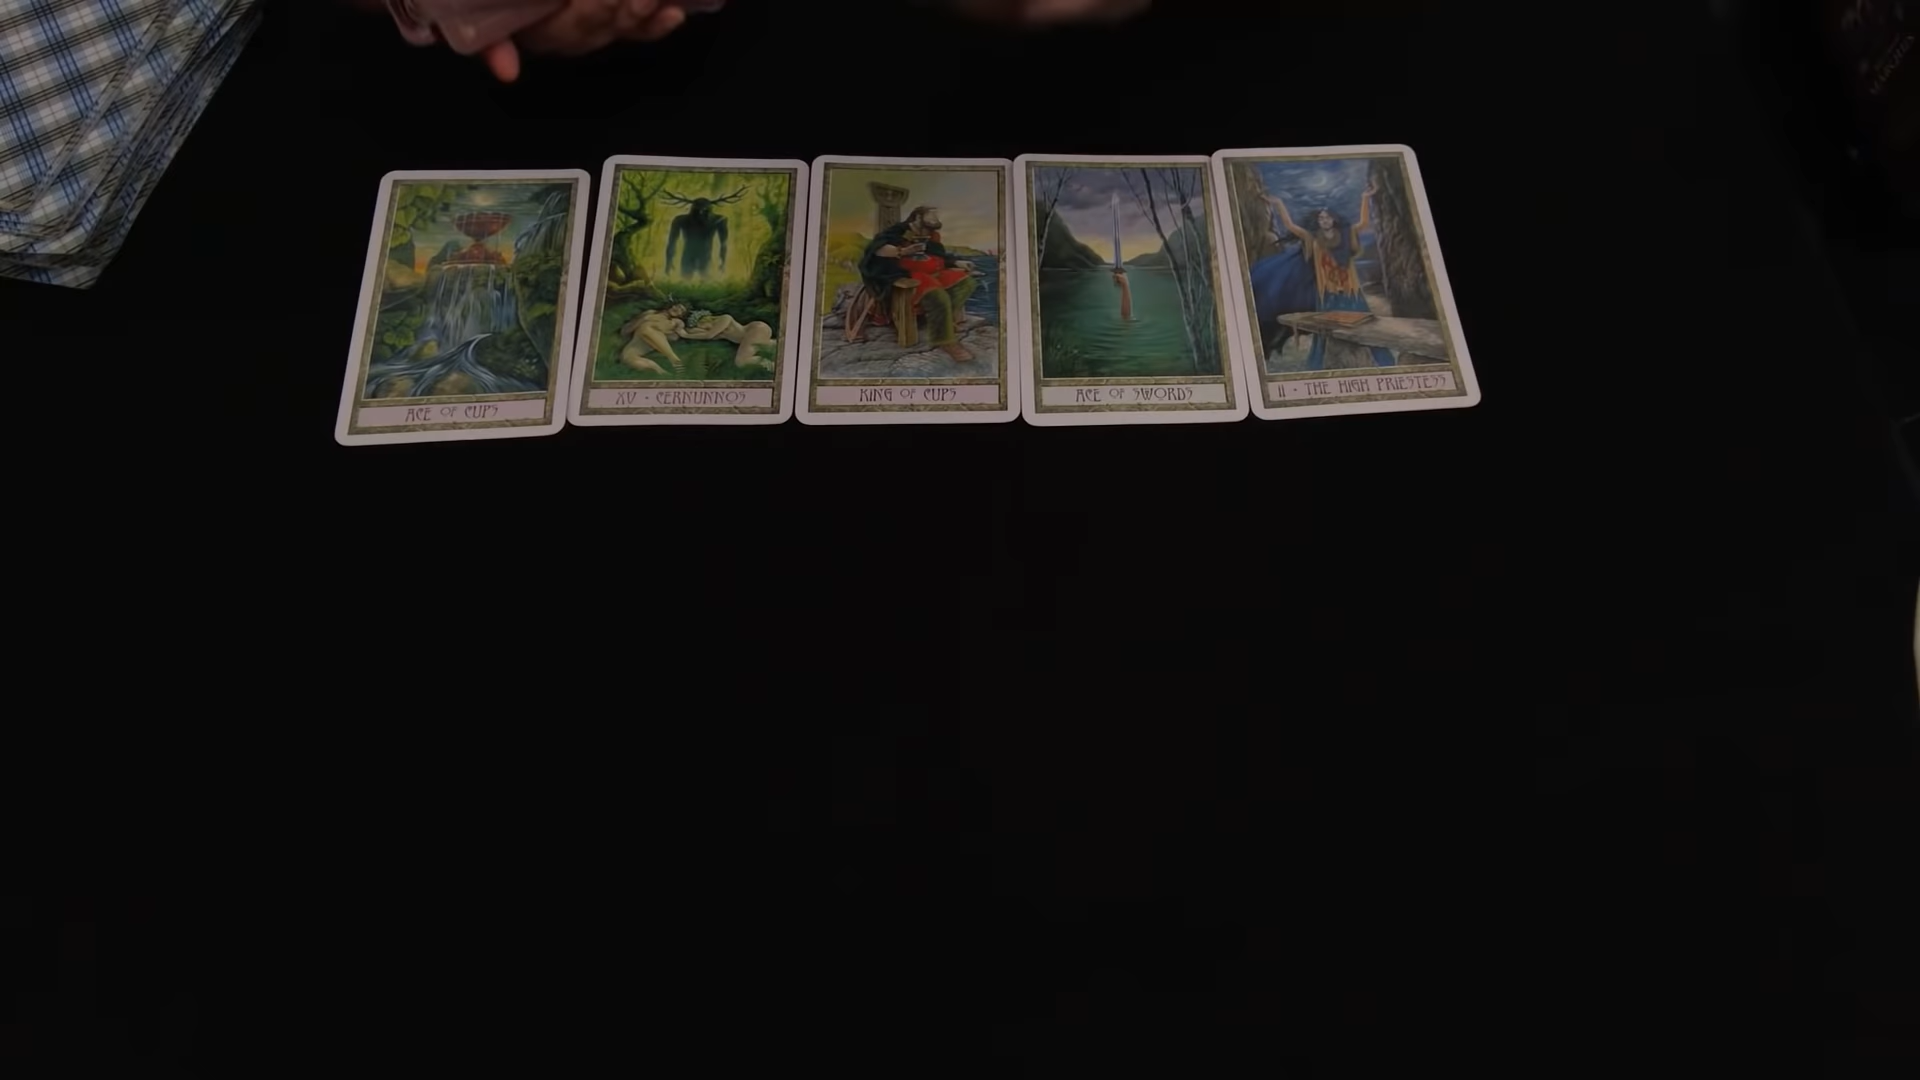 ACE OF CUPS
XV • CERNUNNOS
KING OF CUPS
ACE OF SWORDS
II • THE HIGH PRIESTESS